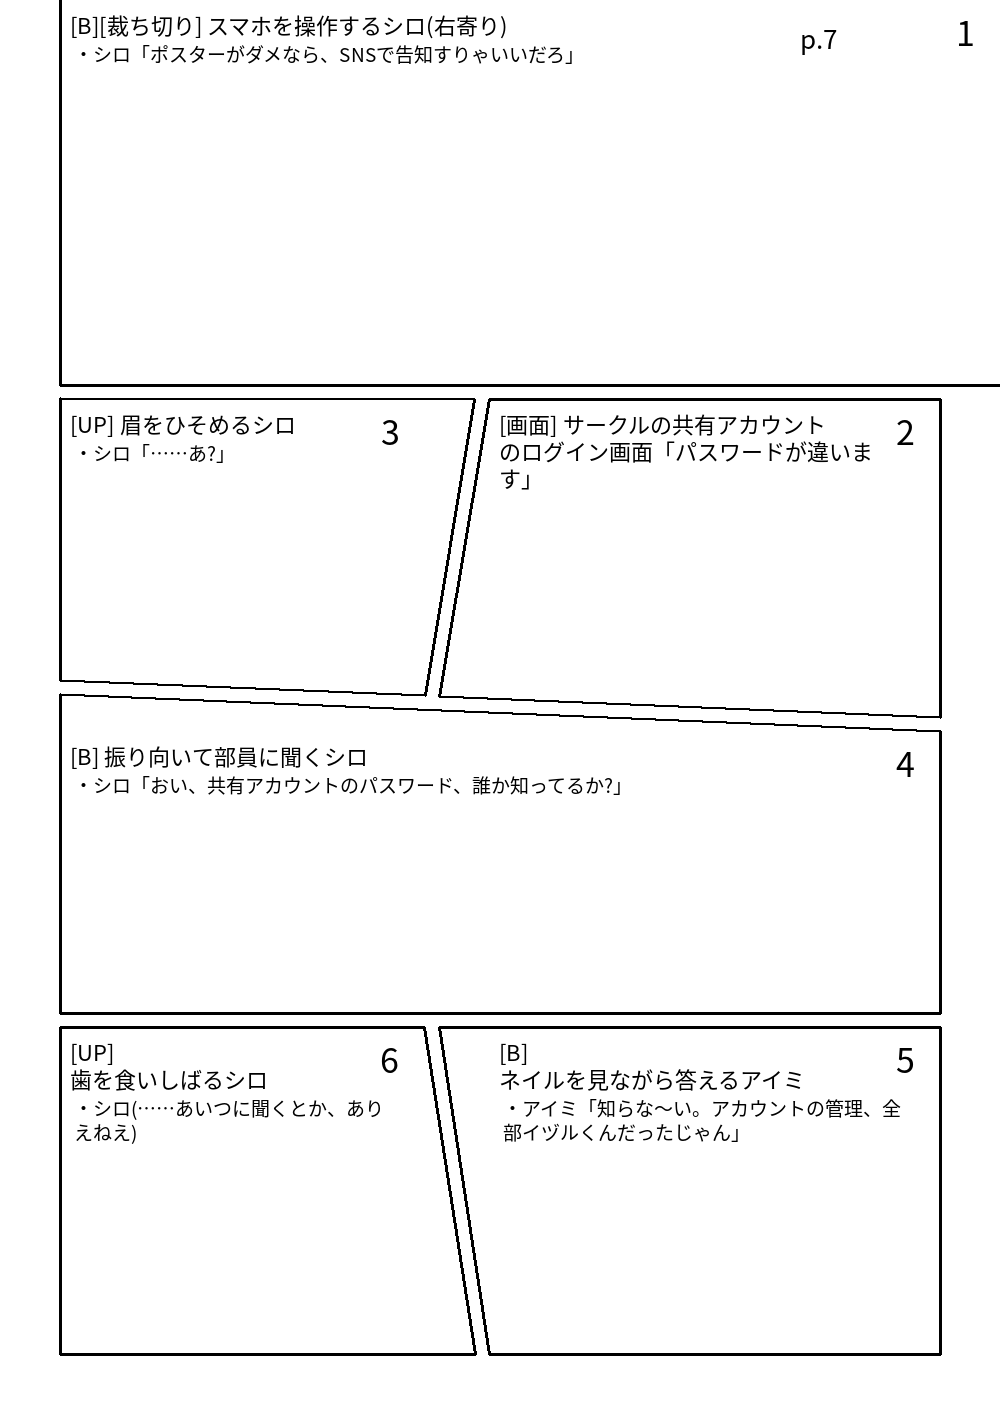 [B][裁ち切り] スマホを操作するシロ(右寄り)
・シロ「ポスターがダメなら、SNSで告知すりゃいいだろ」
p.7
1
[画面] サークルの共有アカウント
のログイン画面「パスワードが違いま
す」
2
[UP] 眉をひそめるシロ
・シロ「……あ?」
3
[B] 振り向いて部員に聞くシロ
・シロ「おい、共有アカウントのパスワード、誰か知ってるか?」
4
[B]
ネイルを見ながら答えるアイミ
・アイミ「知らな〜い。アカウントの管理、全
部イヅルくんだったじゃん」
5
[UP]
歯を食いしばるシロ
・シロ(……あいつに聞くとか、あり
えねえ)
6